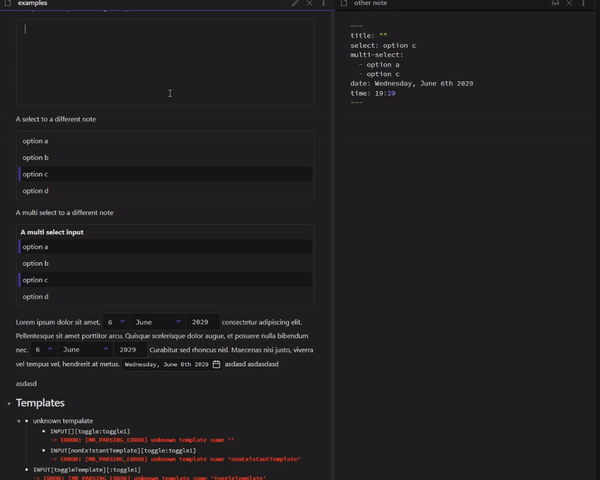 examples
A select to a different note
option a
option b
option c
option d
A multi select to a different note
A multi select input
option a
option b
option c
option d
Lorem ipsum dolor sit amet, 6 June 2029 consectetur adipiscing elit.
Pellentesque sit amet porttitor arcu. Quisque scelerisque dolor augue, et posuere nulla bibendum
nec. 6 June 2029 Curabitur sed rhoncus nisl. Maecenas nisi justo, viverra
vel tempus vel, hendrerit at metus. Wednesday, June 6th 2029 asdasd asdasdasd
asdasd
Templates
unknown tempalate
INPUT[][toggle:toggle1]
-> ERROR: [MB_PARSING_ERROR] unknown template name ''
INPUT[nonExistantTemplate][toggle:toggle1]
-> ERROR: [MB_PARSING_ERROR] unknown template name 'nonExistantTemplate'
INPUT[toggleTemplate][:toggle1]
-> ERROR: [MB_PARSING_ERROR] unknown template name 'toggleTemplate'
other note
---
title: ""
select: option c
multi-select:
- option a
- option c
date: Wednesday, June 6th 2029
time: 19:20
---